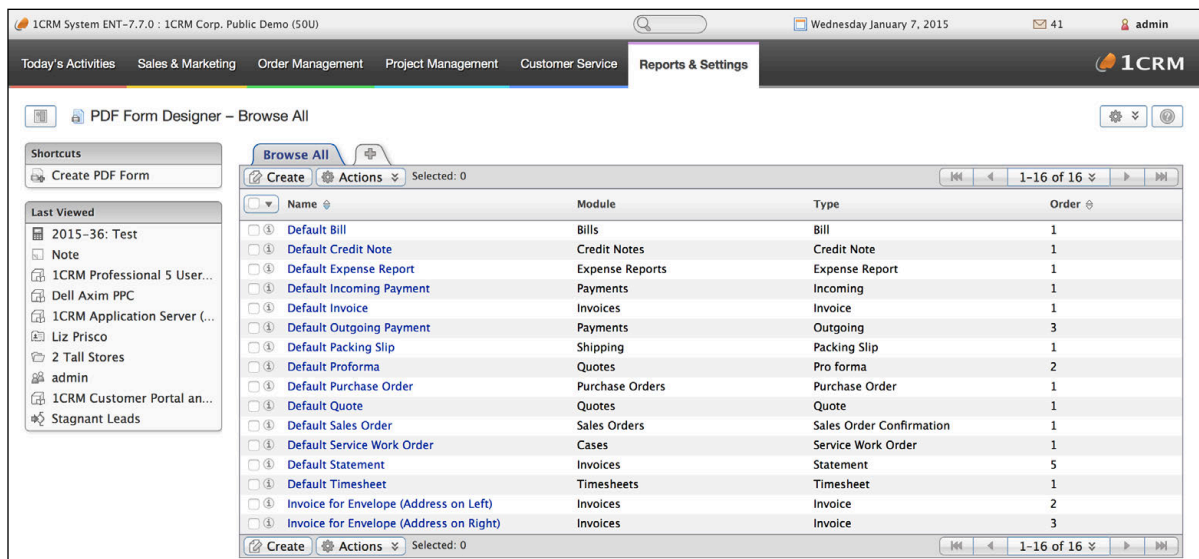 1CRM System ENT-7.7.0 : 1CRM Corp. Public Demo (50U) Wednesday January 7, 2015 41 admin
Today's Activities Sales & Marketing Order Management Project Management Customer Service Reports & Settings 1CRM
PDF Form Designer – Browse All
Shortcuts
Create PDF Form
Last Viewed
2015-36: Test
Note
1CRM Professional 5 User...
Dell Axim PPC
1CRM Application Server (...
Liz Prisco
2 Tall Stores
admin
1CRM Customer Portal an...
Stagnant Leads
Browse All
Create Actions Selected: 0 1-16 of 16
Name Module Type Order
Default Bill Bills Bill 1
Default Credit Note Credit Notes Credit Note 1
Default Expense Report Expense Reports Expense Report 1
Default Incoming Payment Payments Incoming 1
Default Invoice Invoices Invoice 1
Default Outgoing Payment Payments Outgoing 3
Default Packing Slip Shipping Packing Slip 1
Default Proforma Quotes Pro forma 2
Default Purchase Order Purchase Orders Purchase Order 1
Default Quote Quotes Quote 1
Default Sales Order Sales Orders Sales Order Confirmation 1
Default Service Work Order Cases Service Work Order 1
Default Statement Invoices Statement 5
Default Timesheet Timesheets Timesheet 1
Invoice for Envelope (Address on Left) Invoices Invoice 2
Invoice for Envelope (Address on Right) Invoices Invoice 3
Create Actions Selected: 0 1-16 of 16